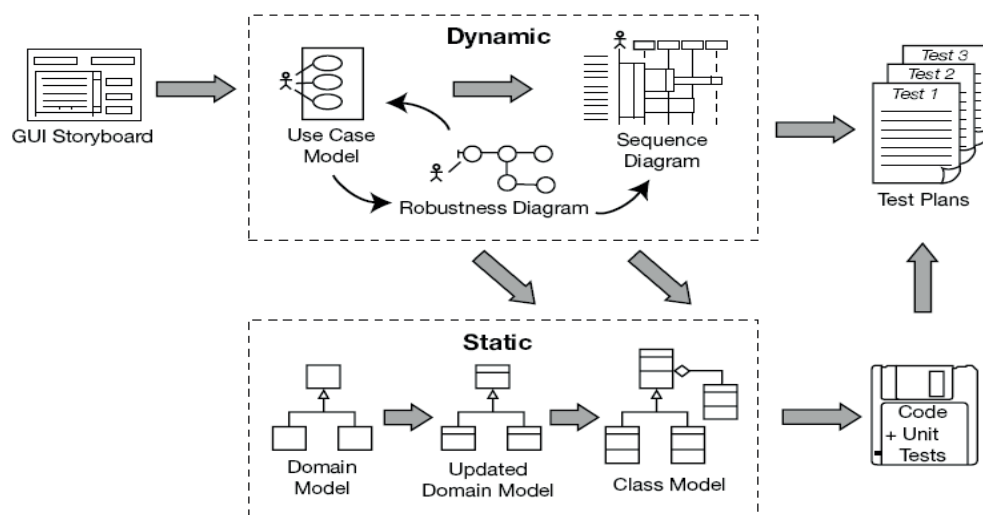 Dynamic
GUI Storyboard
Use Case
Model
Robustness Diagram
Sequence
Diagram
Test 3
Test 2
Test 1
Test Plans
Static
Domain
Model
Updated
Domain Model
Class Model
Code
+ Unit
Tests